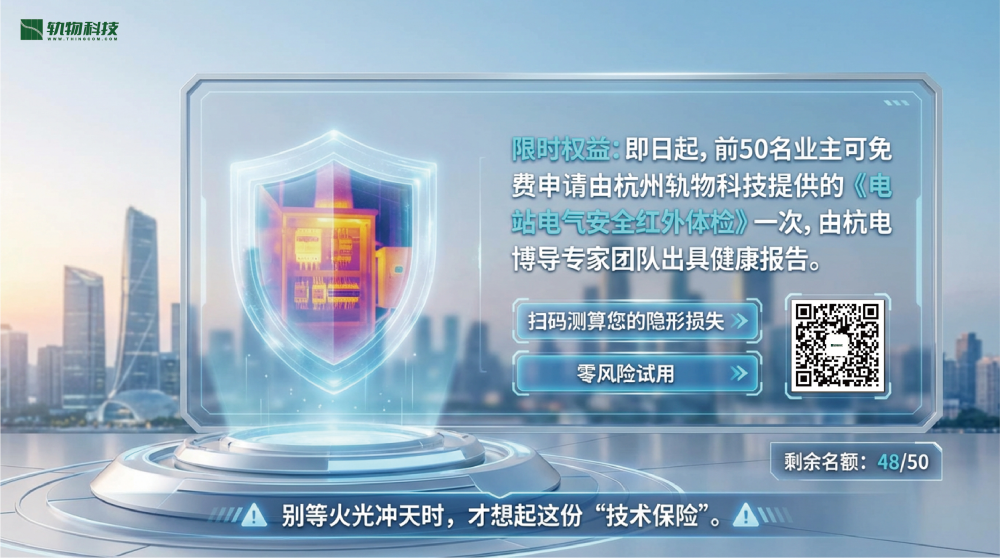 轨物科技
WWW.THINGCOM.COM
限时权益：即日起，前50名业主可免
费申请由杭州轨物科技提供的《电
站电气安全红外体检》一次，由杭电
博导专家团队出具健康报告。
扫码测算您的隐形损失
零风险试用
剩余名额：48/50
别等火光冲天时，才想起这份“技术保险”。